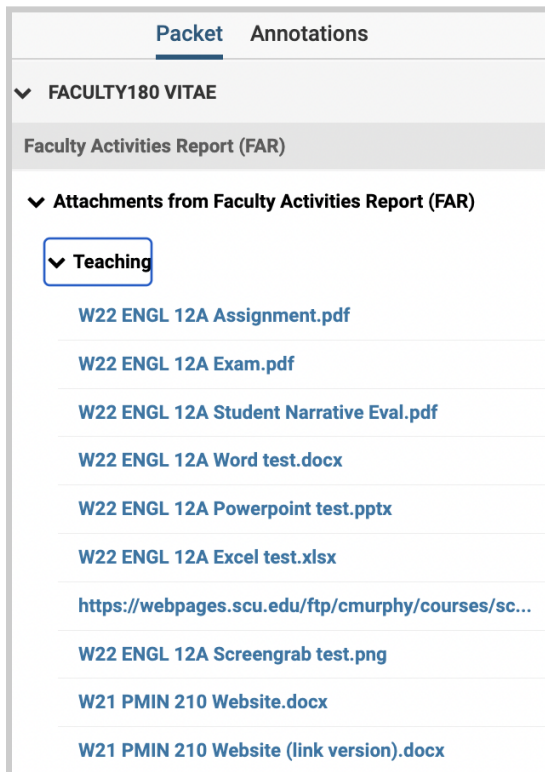 Packet Annotations
FACULTY180 VITAE
Faculty Activities Report (FAR)
Attachments from Faculty Activities Report (FAR)
Teaching
W22 ENGL 12A Assignment.pdf
W22 ENGL 12A Exam.pdf
W22 ENGL 12A Student Narrative Eval.pdf
W22 ENGL 12A Word test.docx
W22 ENGL 12A Powerpoint test.pptx
W22 ENGL 12A Excel test.xlsx
https://webpages.scu.edu/ftp/cmurphy/courses/sc...
W22 ENGL 12A Screengrab test.png
W21 PMIN 210 Website.docx
W21 PMIN 210 Website (link version).docx